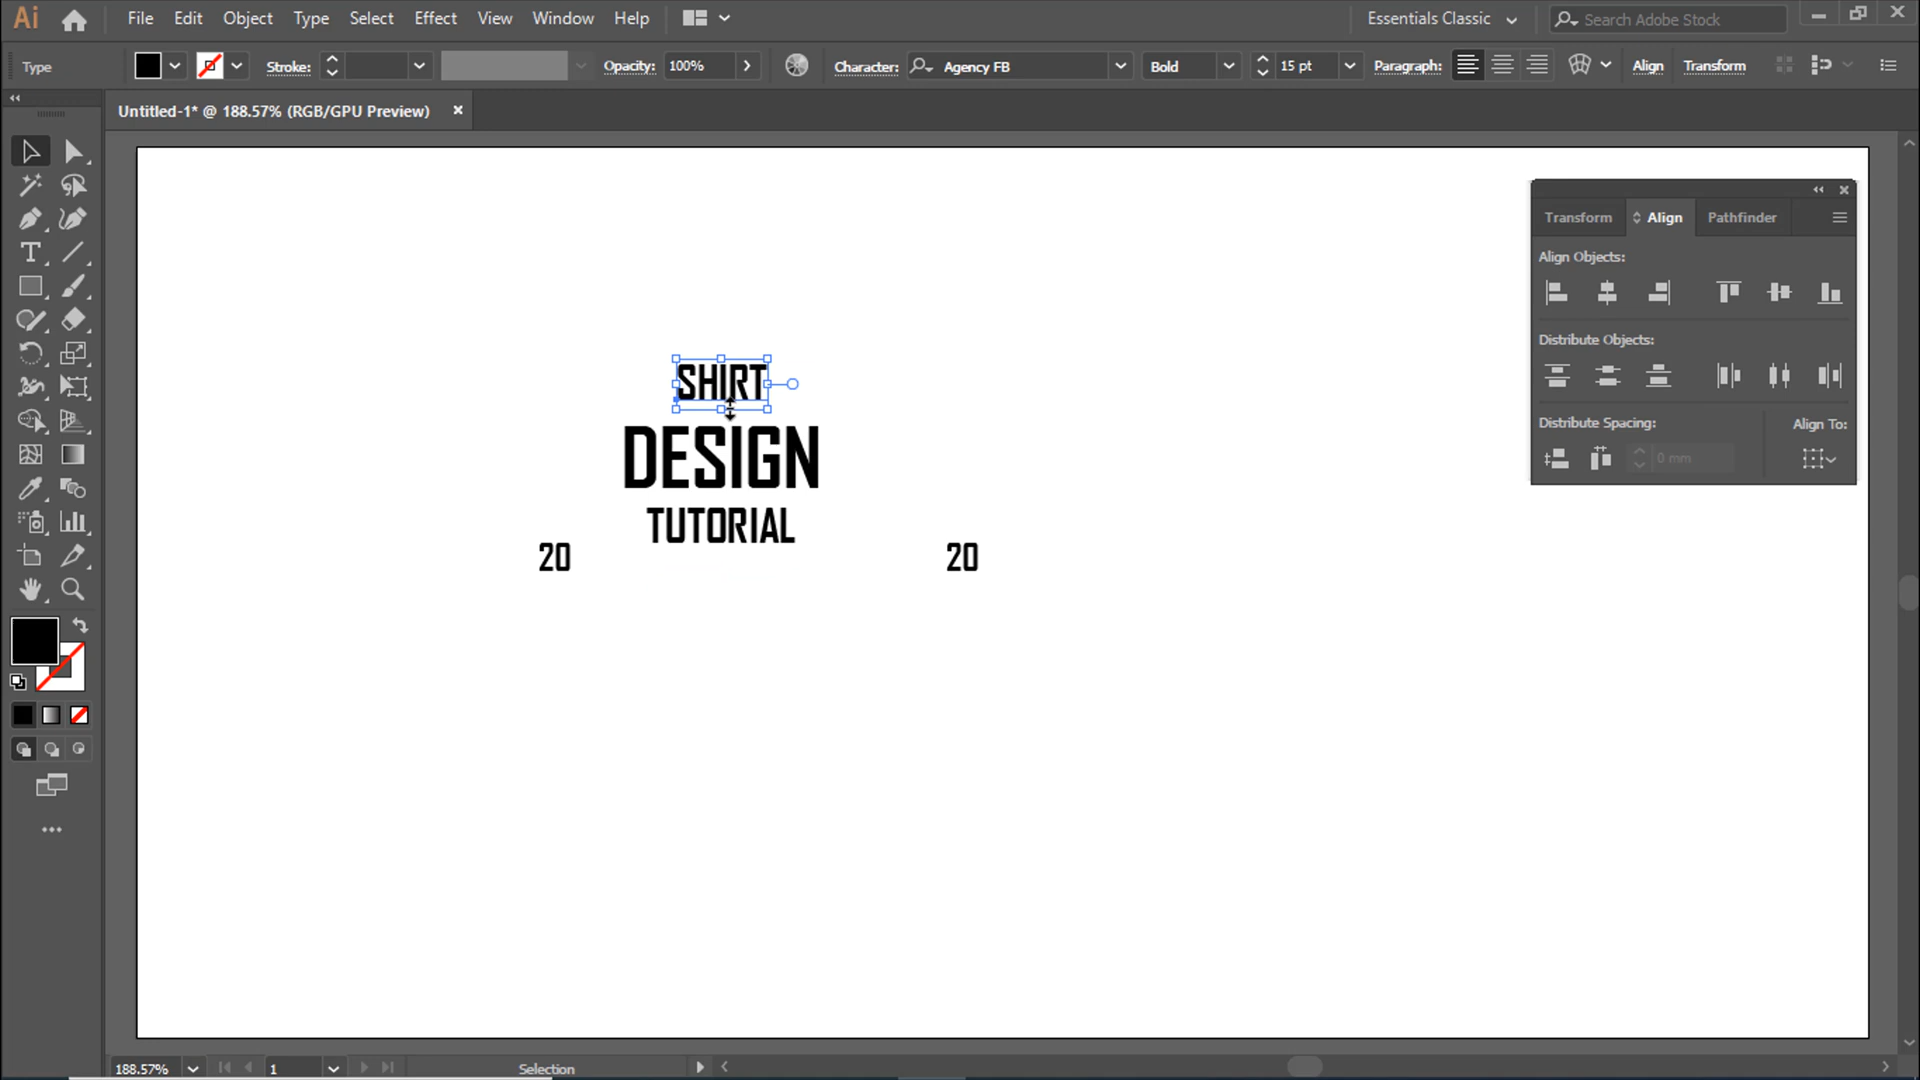 Ai
File Edit Object Type Select Effect View Window Help
Essentials Classic
Search Adobe Stock
Type
Stroke:
Opacity: 100%
Character: Agency FB
Bold
15 pt
Paragraph:
Align
Transform
Untitled-1* @ 188.57% (RGB/GPU Preview)
Transform Align Pathfinder
Align Objects:
Distribute Objects:
Distribute Spacing:
Align To:
0 mm
SHIRT
DESIGN
TUTORIAL
20
20
188.57%
1
Selection